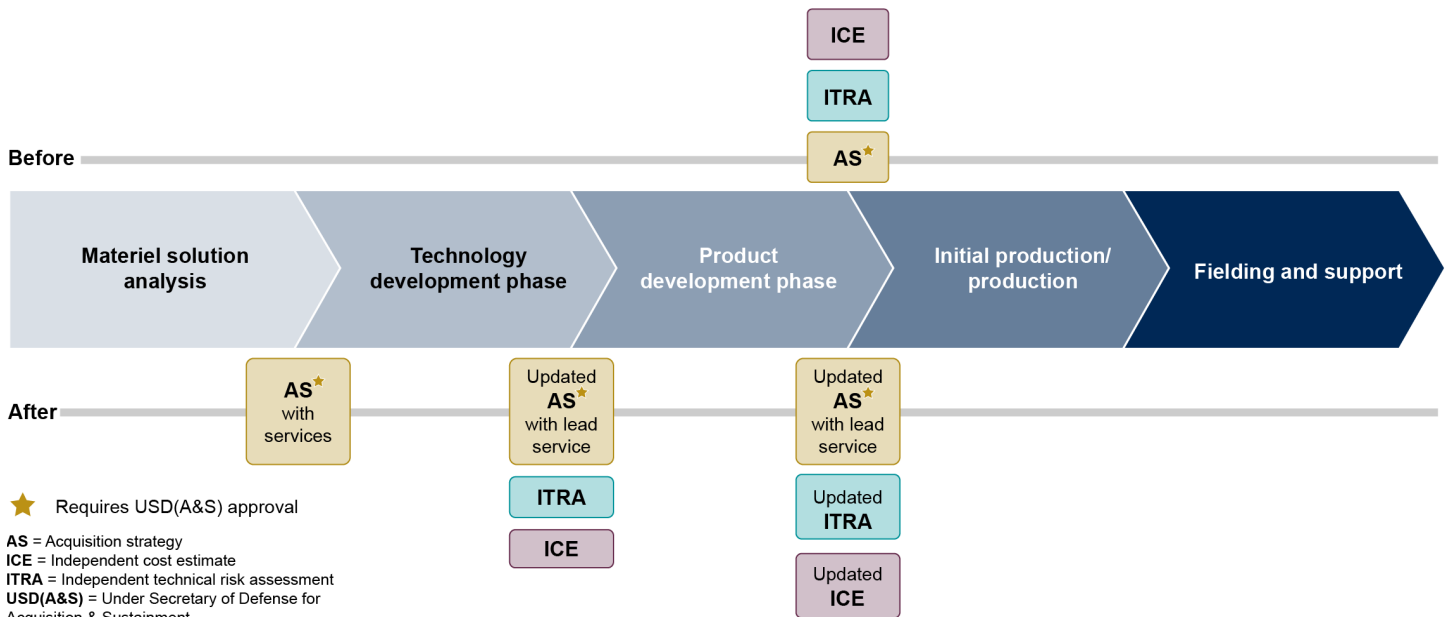 ICE
ITRA
AS
Before
Materiel solution
analysis
Technology
development phase
Product
development phase
Initial production/
production
Fielding and support
After
AS
with
services
Updated
AS
with lead
service
Updated
AS
with lead
service
ITRA
Updated
ITRA
ICE
Updated
ICE
Requires USD(A&S) approval
AS = Acquisition strategy
ICE = Independent cost estimate
ITRA = Independent technical risk assessment
USD(A&S) = Under Secretary of Defense for
Acquisition & Sustainment